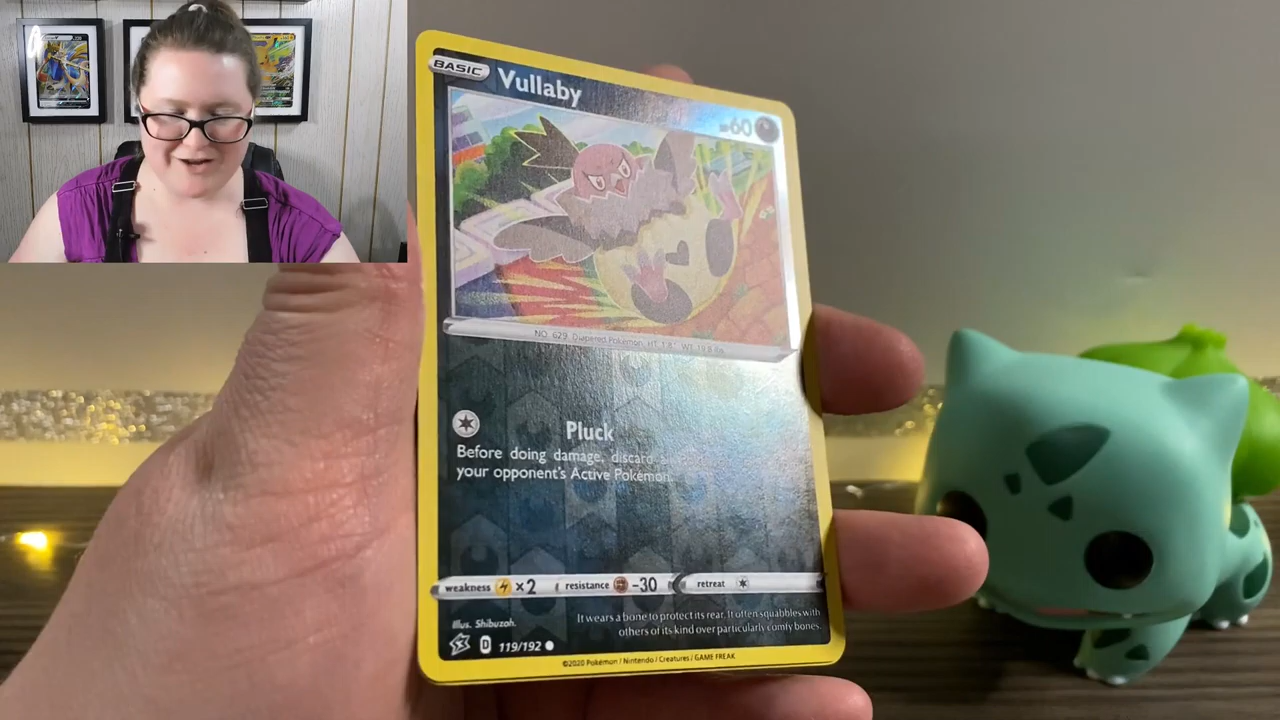 BASIC Vullaby 60
NO. 629 Diapered Pokémon HT: 1'8" WT: 19.8 lbs.
Pluck
Before doing damage, discard
your opponent's Active Pokémon.
weakness ×2 resistance -30 retreat
Illus. Shibuzoh. It wears a bone to protect its rear. It often squabbles with
others of its kind over particularly comfy bones.
D 119/192
©2020 Pokémon / Nintendo / Creatures / GAME FREAK